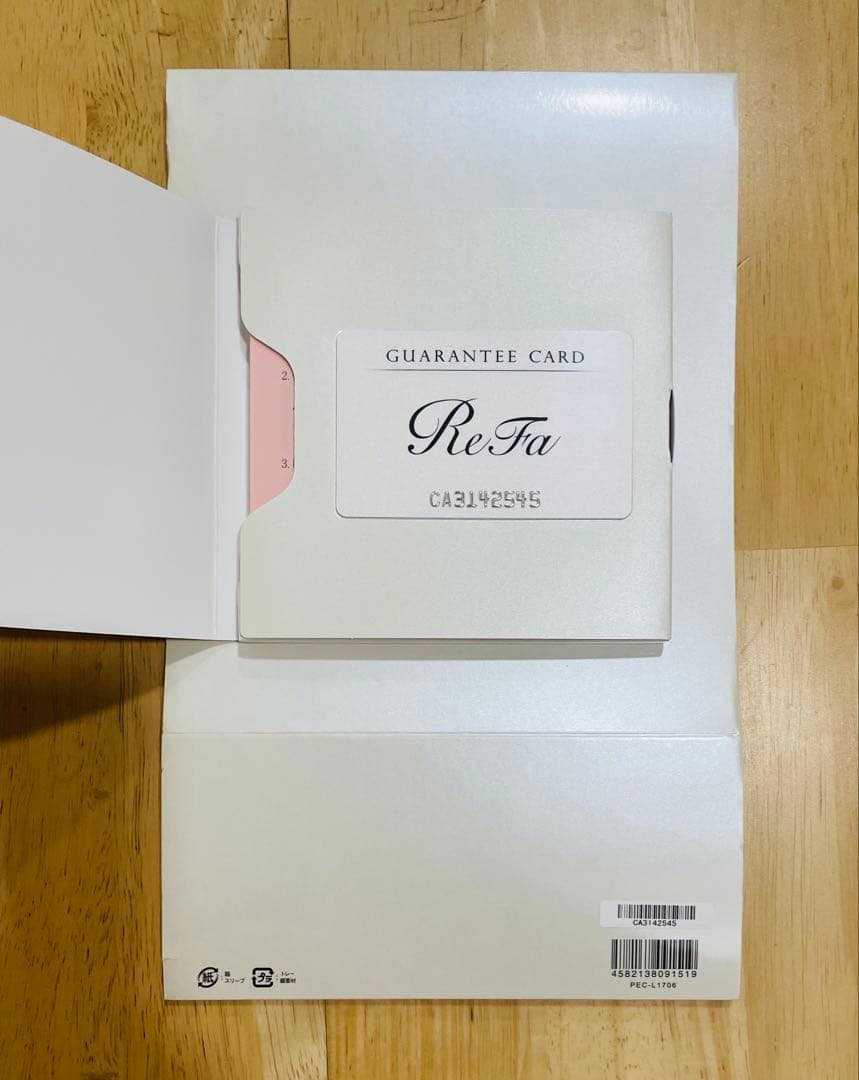 2.
3.
GUARANTEE CARD
ReFa
CA3142545
CA3142545
4582138091519
PEC-L1706
紙
：箱
・スリーブ
プラ
：トレー
・緩衝材